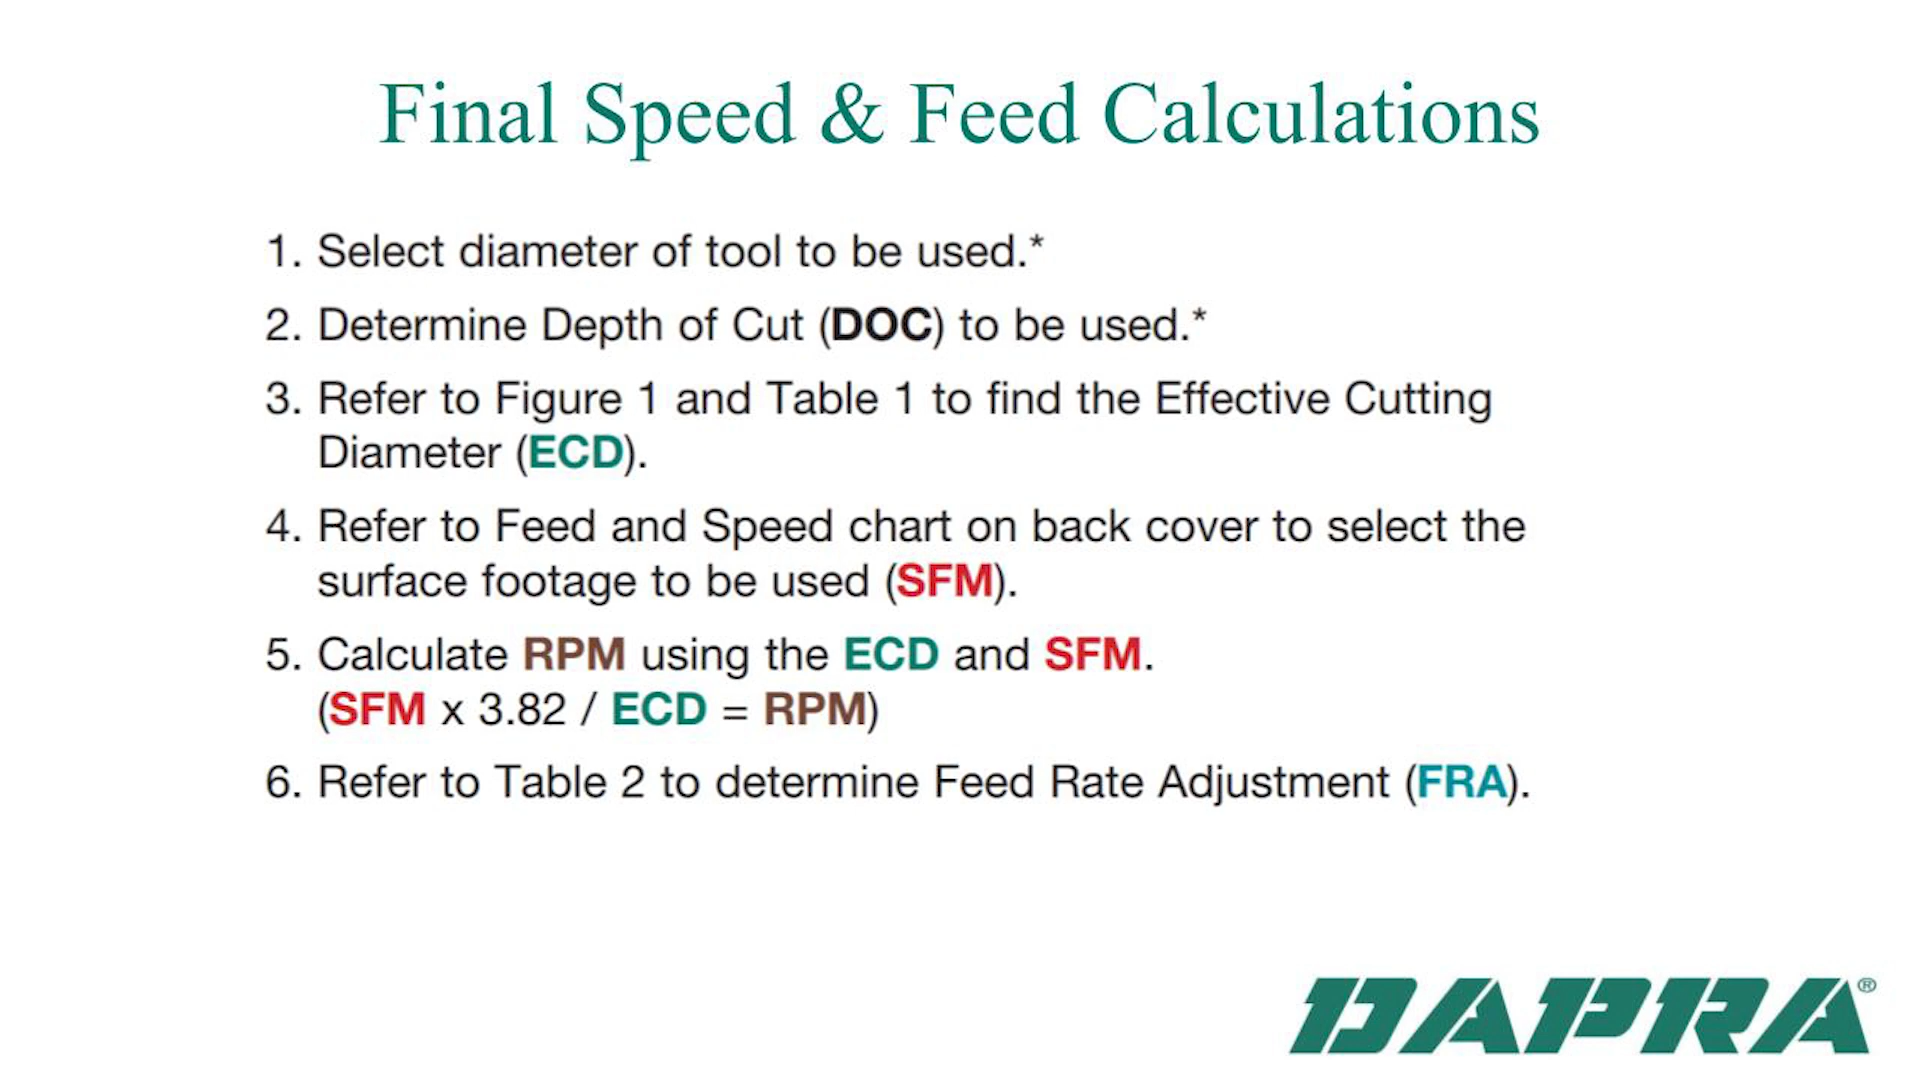 Final Speed & Feed Calculations
1. Select diameter of tool to be used.*
2. Determine Depth of Cut (DOC) to be used.*
3. Refer to Figure 1 and Table 1 to find the Effective Cutting
Diameter (ECD).
4. Refer to Feed and Speed chart on back cover to select the
surface footage to be used (SFM).
5. Calculate RPM using the ECD and SFM.
(SFM x 3.82 / ECD = RPM)
6. Refer to Table 2 to determine Feed Rate Adjustment (FRA).
DAPRA®